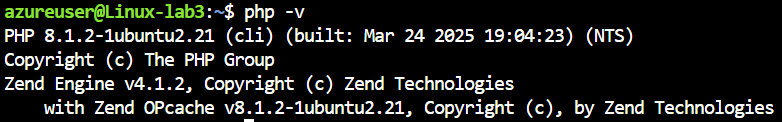 azureuser@Linux-lab3:~$ php -v
PHP 8.1.2-1ubuntu2.21 (cli) (built: Mar 24 2025 19:04:23) (NTS)
Copyright (c) The PHP Group
Zend Engine v4.1.2, Copyright (c) Zend Technologies
    with Zend OPcache v8.1.2-1ubuntu2.21, Copyright (c), by Zend Technologies